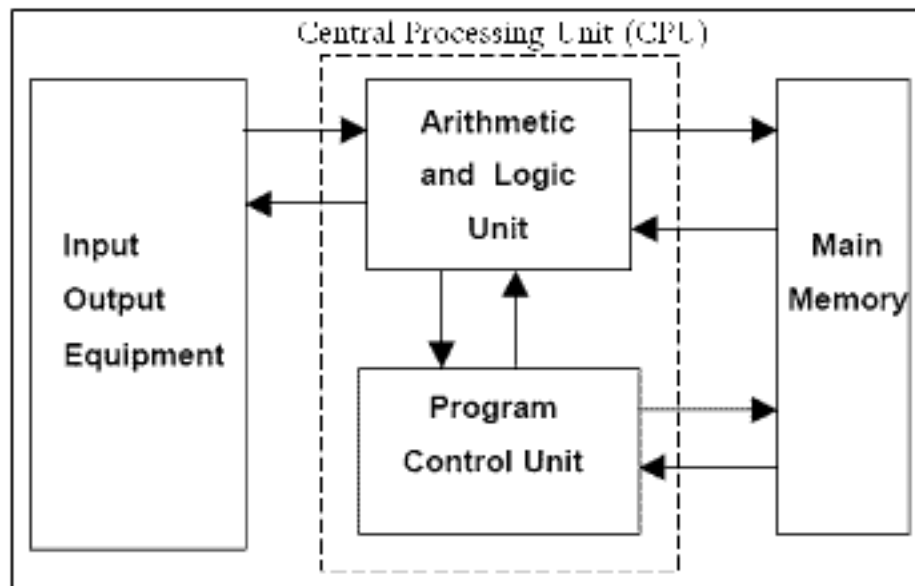 Central Processing Unit (CPU)
Arithmetic
and Logic
Unit
Input
Output
Equipment
Main
Memory
Program
Control Unit